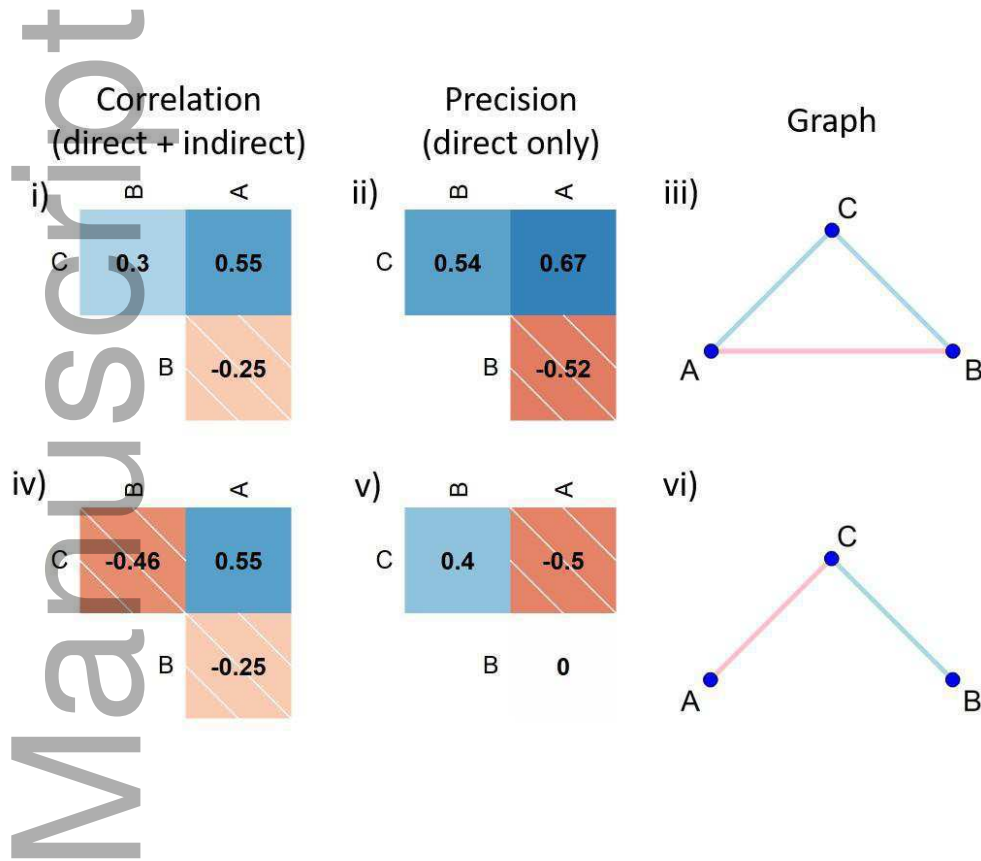 Manuscript
Correlation
(direct + indirect)
Precision
(direct only)
Graph
i)
B A
C 0.3 0.55
B -0.25
ii)
B A
C 0.54 0.67
B -0.52
iii)
C
A B
iv)
B A
C -0.46 0.55
B -0.25
v)
B A
C 0.4 -0.5
B 0
vi)
C
A B